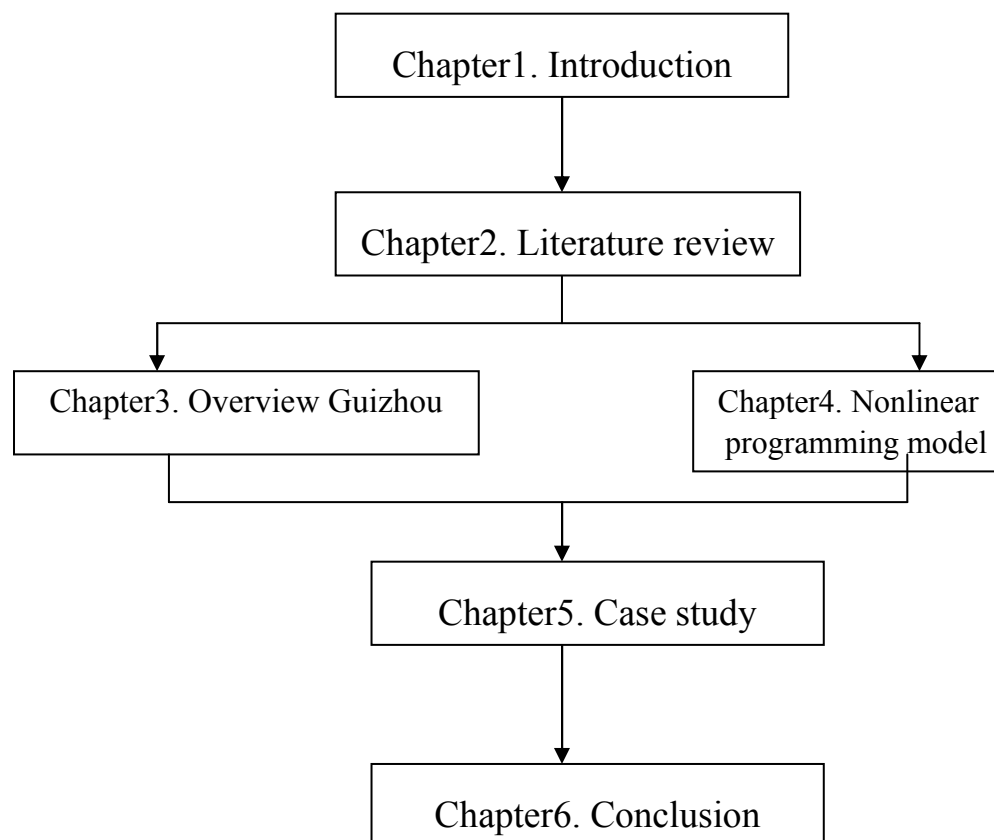 Chapter1. Introduction
Chapter2. Literature review
Chapter3. Overview Guizhou
Chapter4. Nonlinear
programming model
Chapter5. Case study
Chapter6. Conclusion